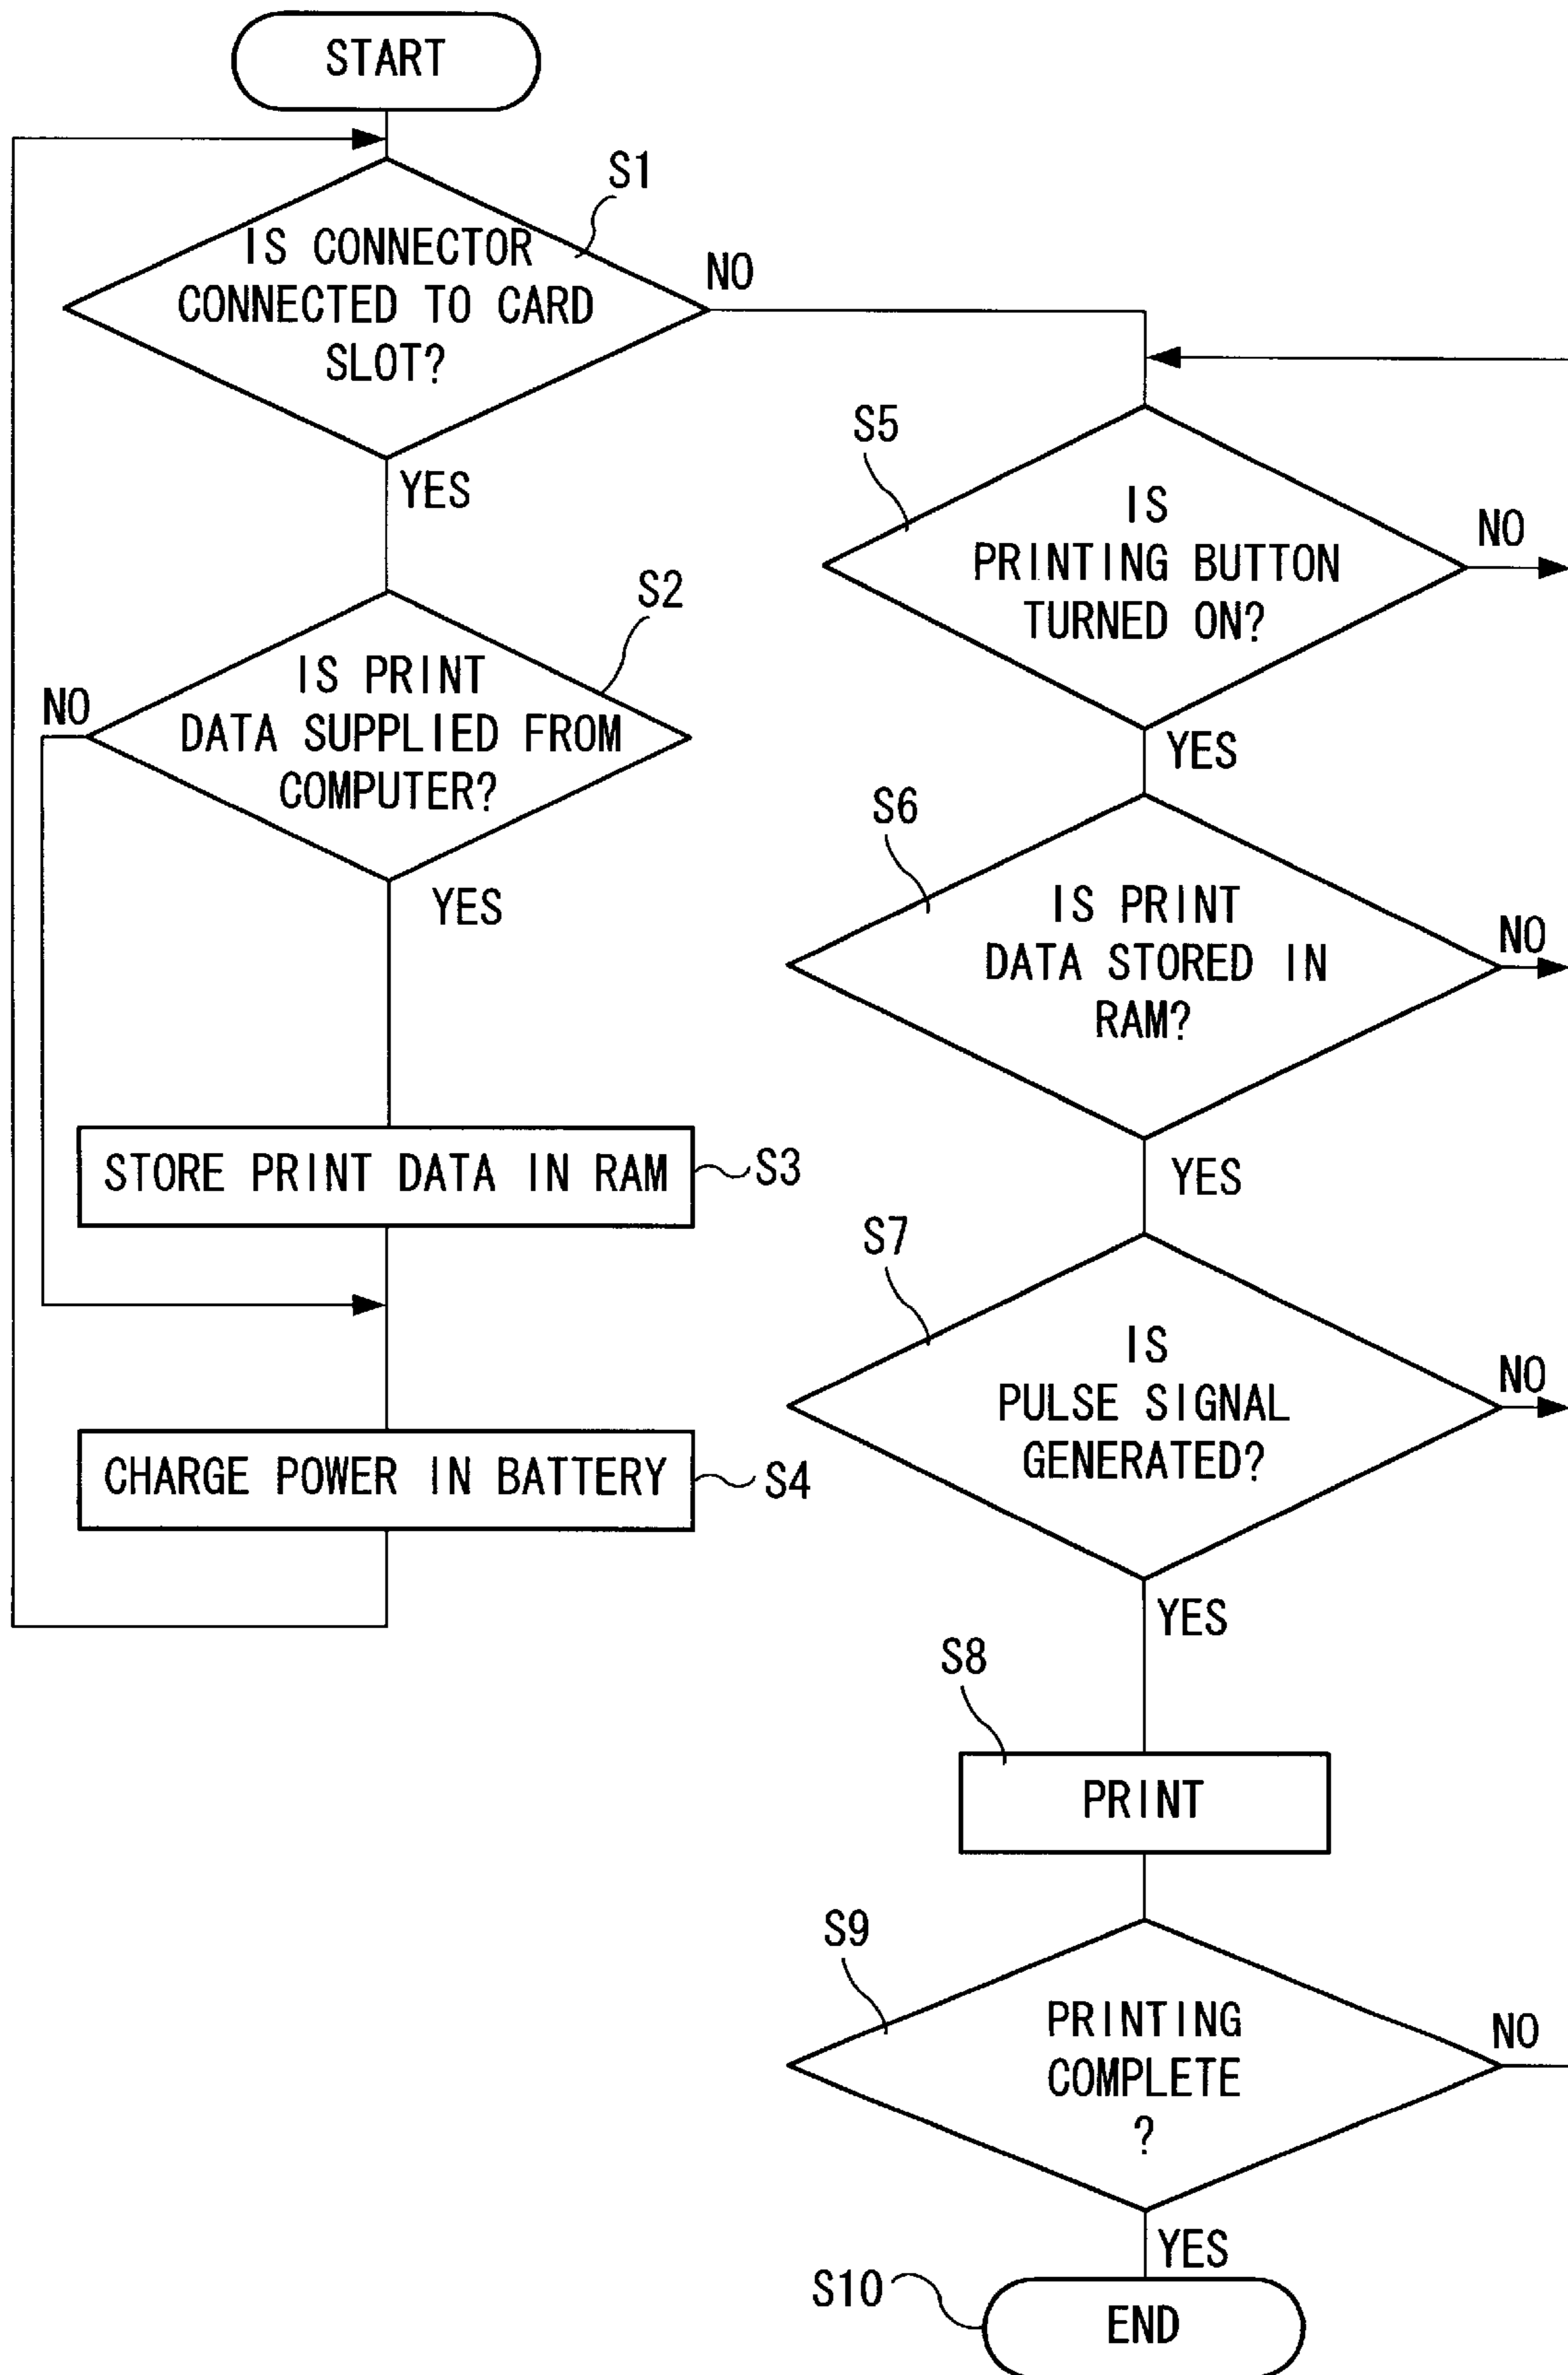 START
S1
IS CONNECTOR
CONNECTED TO CARD
SLOT?
NO
YES
S2
IS PRINT
DATA SUPPLIED FROM
COMPUTER?
NO
YES
STORE PRINT DATA IN RAM
S3
CHARGE POWER IN BATTERY
S4
S5
IS
PRINTING BUTTON
TURNED ON?
NO
YES
S6
IS PRINT
DATA STORED IN
RAM?
NO
YES
S7
IS
PULSE SIGNAL
GENERATED?
NO
YES
S8
PRINT
S9
PRINTING
COMPLETE
?
NO
YES
S10
END